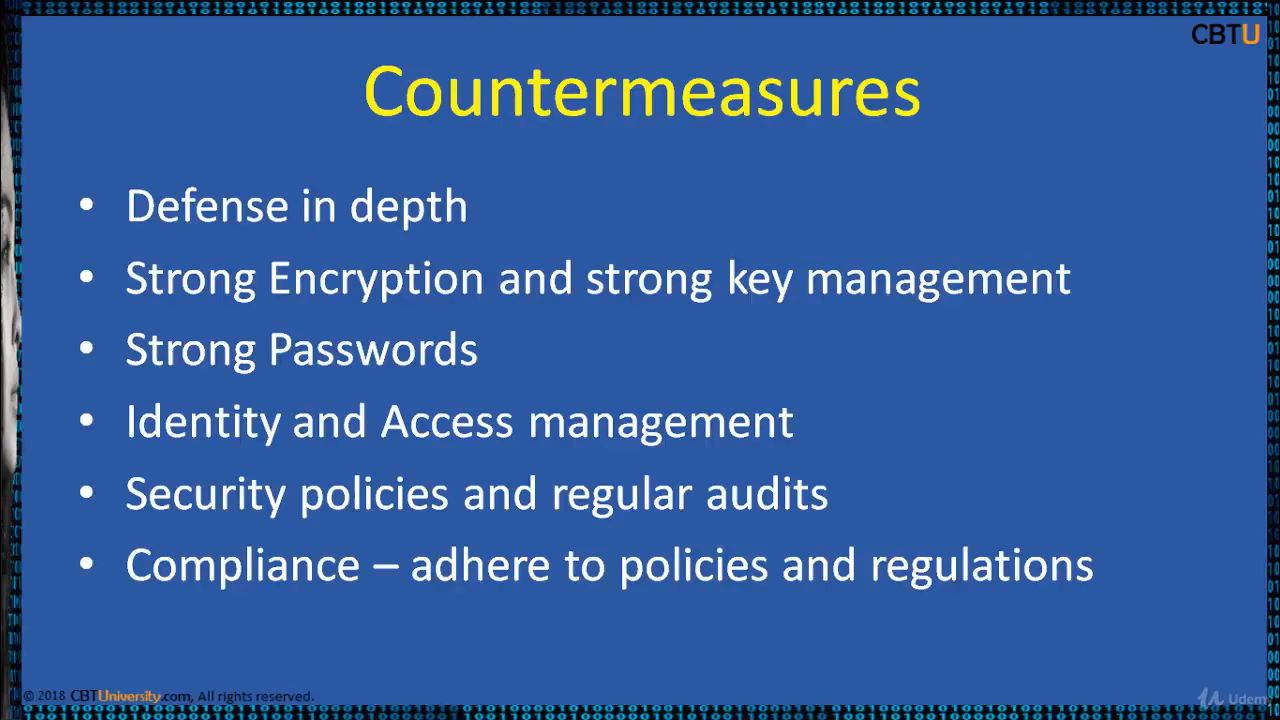 CBTU
Countermeasures
• Defense in depth
• Strong Encryption and strong key management
• Strong Passwords
• Identity and Access management
• Security policies and regular audits
• Compliance – adhere to policies and regulations
© 2018 CBTUniversity.com, All rights reserved.
Udemy